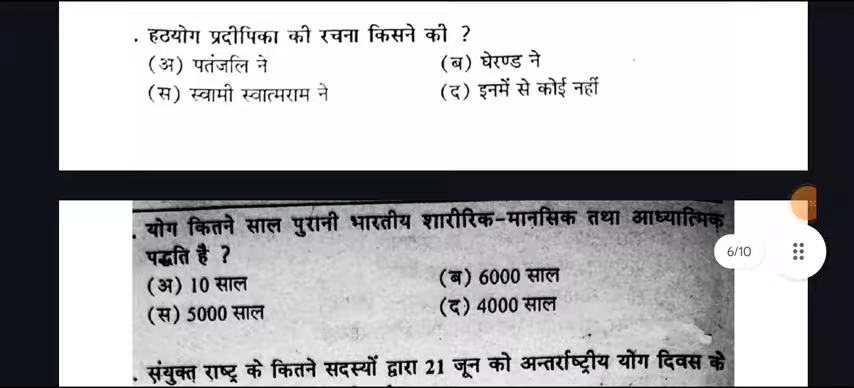 . हठयोग प्रदीपिका की रचना किसने की ?
(अ) पतंजलि ने (ब) घेरण्ड ने
(स) स्वामी स्वात्मराम ने (द) इनमें से कोई नहीं
. योग कितने साल पुरानी भारतीय शारीरिक-मानसिक तथा आध्यात्मिक
पद्धति है ?
6/10
(अ) 10 साल (ब) 6000 साल
(स) 5000 साल (द) 4000 साल
. संयुक्त राष्ट्र के कितने सदस्यों द्वारा 21 जून को अन्तर्राष्ट्रीय योग दिवस के